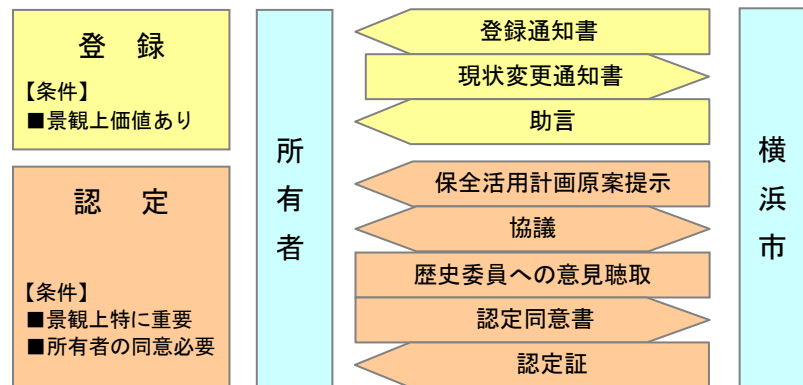 登 録
【条件】
■景観上価値あり
認 定
【条件】
■景観上特に重要
■所有者の同意必要
所有者
登録通知書
現状変更通知書
助言
保全活用計画原案提示
協議
歴史委員への意見聴取
認定同意書
認定証
横浜市